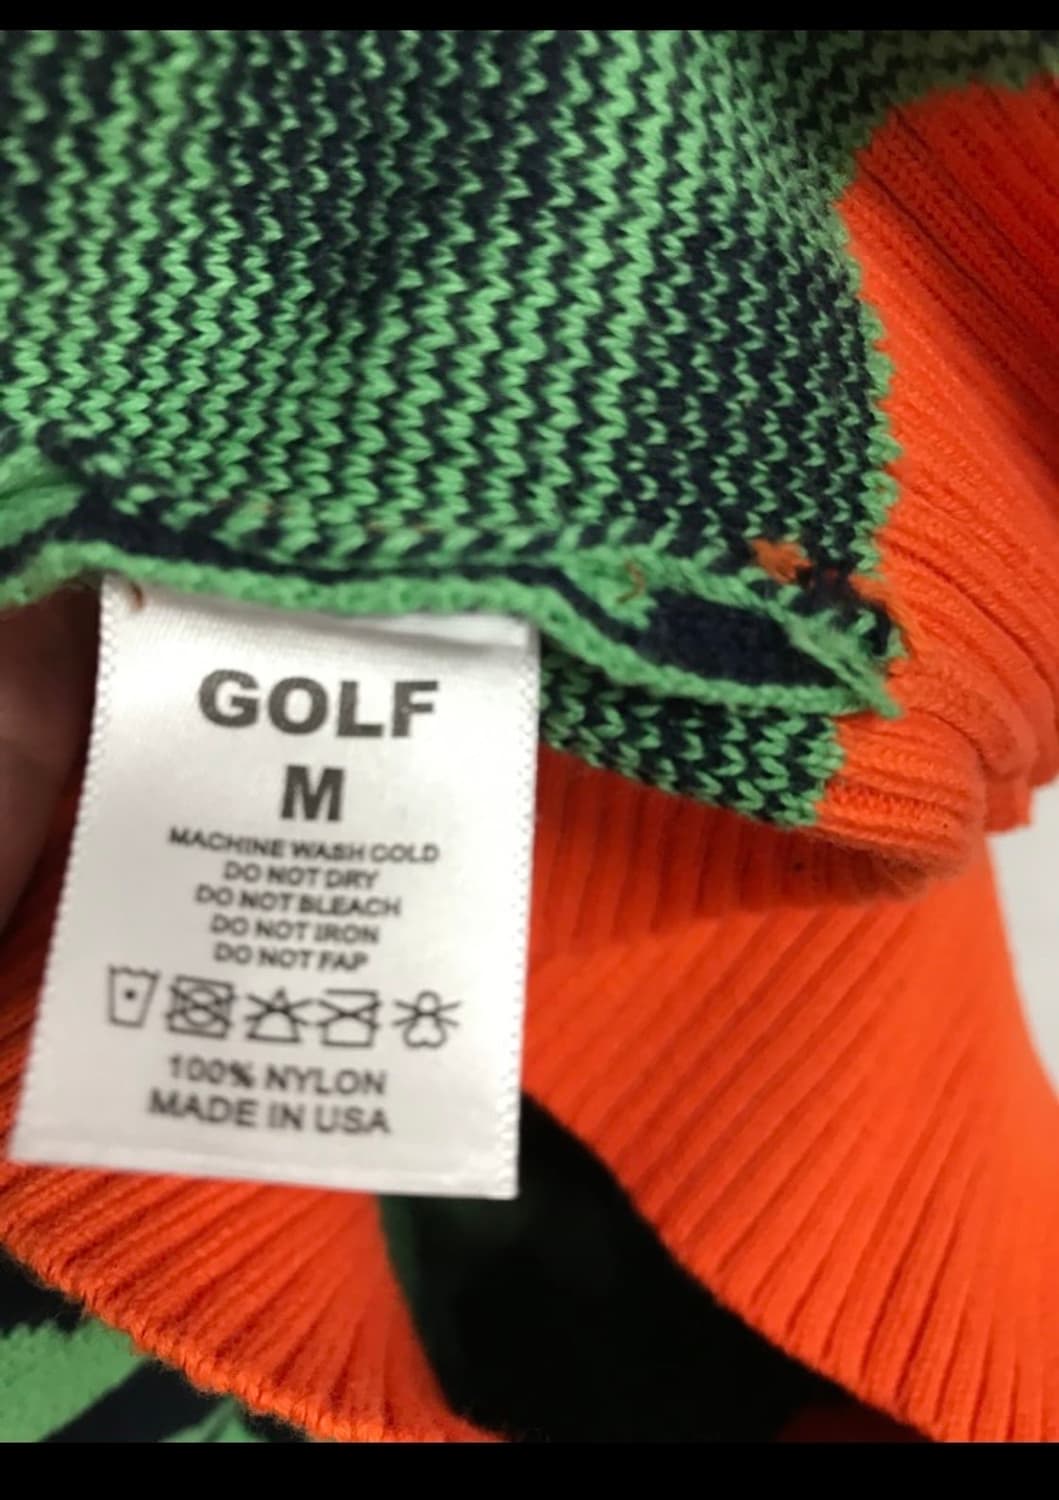 GOLF
M
MACHINE WASH COLD
DO NOT DRY
DO NOT BLEACH
DO NOT IRON
DO NOT FAP
100% NYLON
MADE IN USA